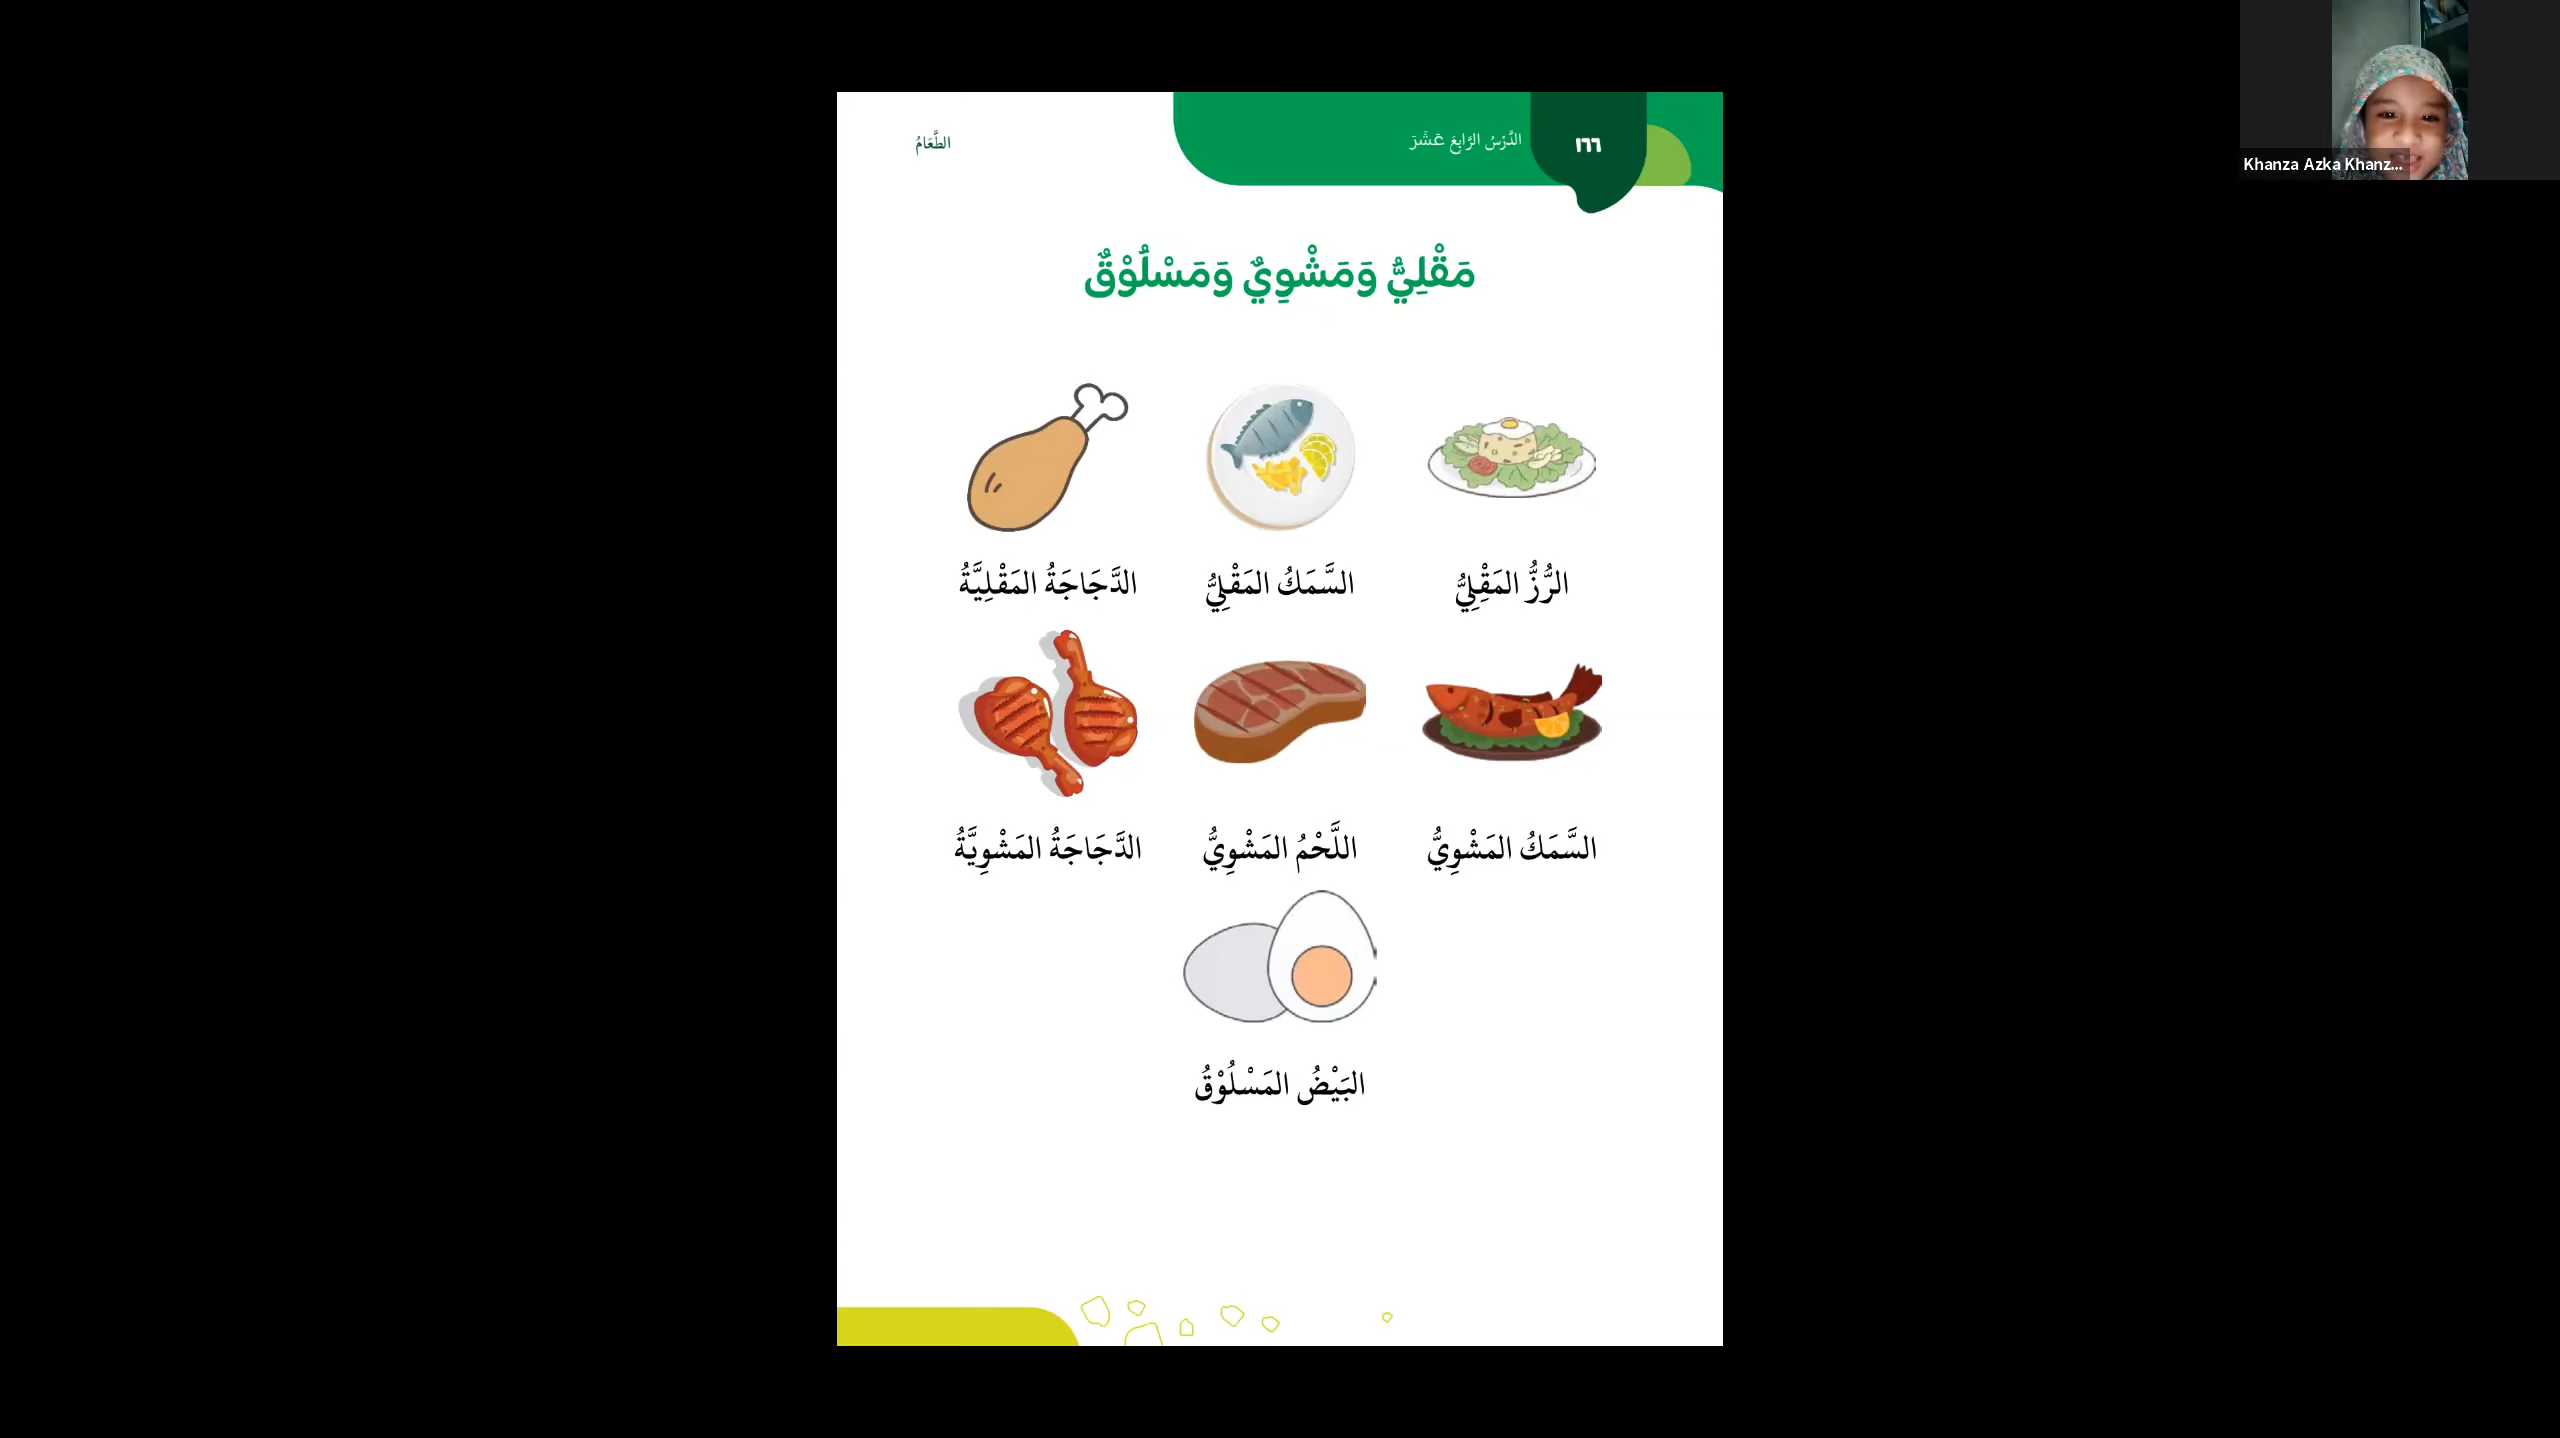 ١٦٦ الدَّرْسُ الرَّابِعَ عَشَرَ
الطَّعَامُ
Khanza Azka Khanz...
مَقْلِيٌّ وَمَشْوِيٌ وَمَسْلُوْقٌ
الرُّزُّ المَقِْلِيُّ السَّمَكُ المَقْلِيُّ الدَّجَاجَةُ المَقْلِيَّةُ
السَّمَكُ المَشْوِيُّ اللَّحْمُ المَشْوِيُّ الدَّجَاجَةُ المَشْوِيَّةُ
البَيْضُ المَسْلُوْقُ